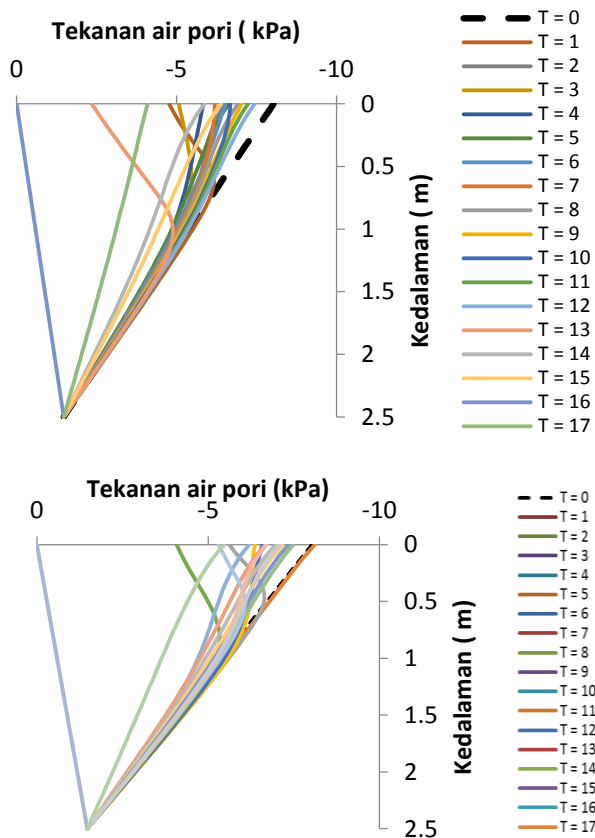 Tekanan air pori ( kPa)
0 -5 -10
0
0.5
1
1.5
2
2.5
Kedalaman ( m)
T = 0
T = 1
T = 2
T = 3
T = 4
T = 5
T = 6
T = 7
T = 8
T = 9
T = 10
T = 11
T = 12
T = 13
T = 14
T = 15
T = 16
T = 17
Tekanan air pori (kPa)
0 -5 -10
0
0.5
1
1.5
2
2.5
Kedalaman ( m)
T = 0
T = 1
T = 2
T = 3
T = 4
T = 5
T = 6
T = 7
T = 8
T = 9
T = 10
T = 11
T = 12
T = 13
T = 14
T = 15
T = 16
T = 17